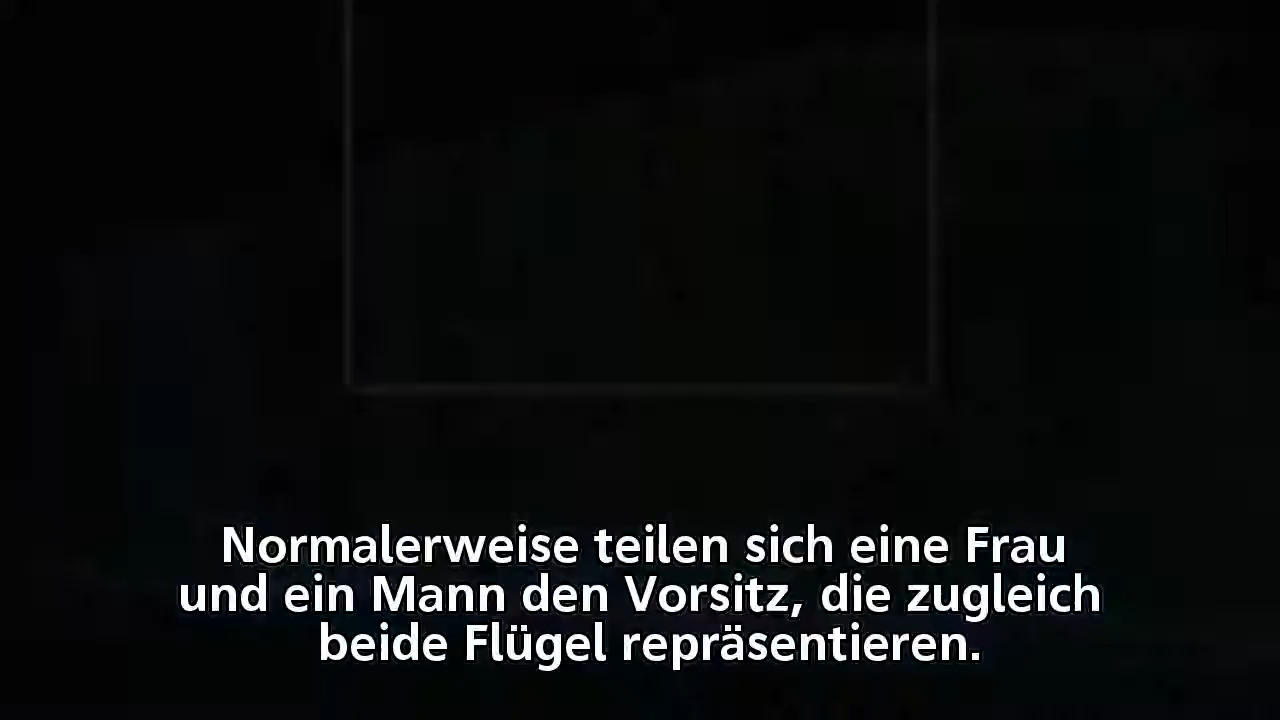 Normalerweise teilen sich eine Frau
und ein Mann den Vorsitz, die zugleich
beide Flügel repräsentieren.